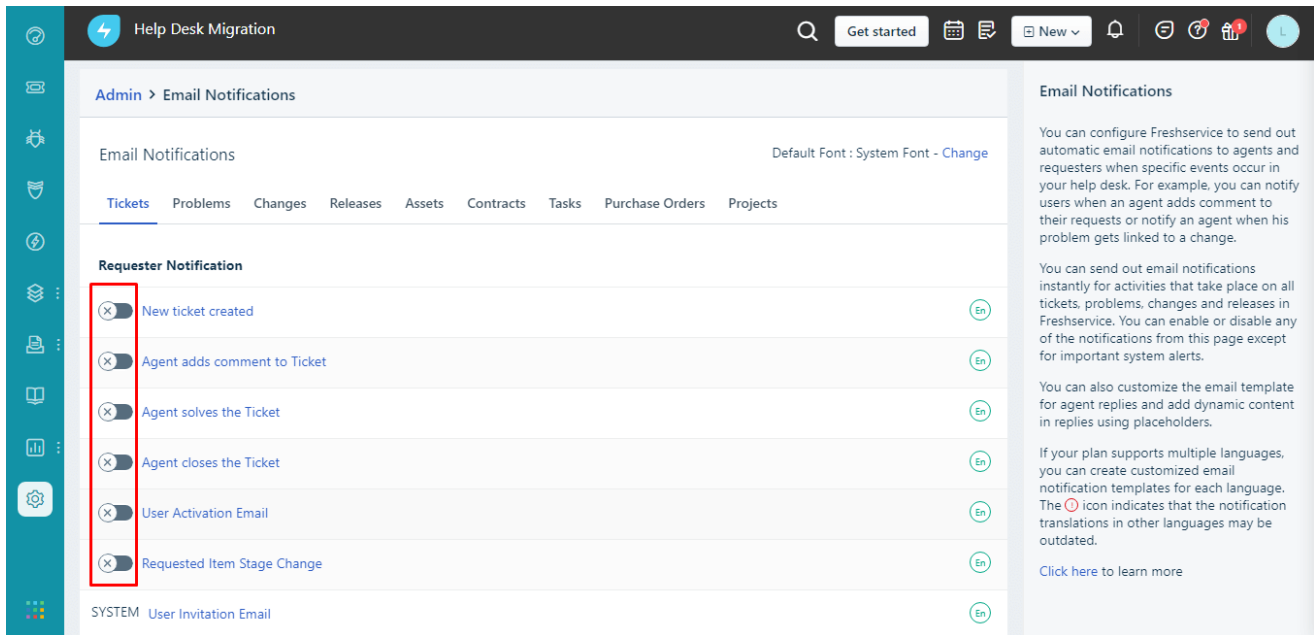 Help Desk Migration
Get started
New
1
L
Admin > Email Notifications
Email Notifications
Default Font : System Font - Change
Tickets Problems Changes Releases Assets Contracts Tasks Purchase Orders Projects
Requester Notification
New ticket created En
Agent adds comment to Ticket En
Agent solves the Ticket En
Agent closes the Ticket En
User Activation Email En
Requested Item Stage Change En
SYSTEM User Invitation Email En
Email Notifications
You can configure Freshservice to send out
automatic email notifications to agents and
requesters when specific events occur in
your help desk. For example, you can notify
users when an agent adds comment to
their requests or notify an agent when his
problem gets linked to a change.
You can send out email notifications
instantly for activities that take place on all
tickets, problems, changes and releases in
Freshservice. You can enable or disable any
of the notifications from this page except
for important system alerts.
You can also customize the email template
for agent replies and add dynamic content
in replies using placeholders.
If your plan supports multiple languages,
you can create customized email
notification templates for each language.
The icon indicates that the notification
translations in other languages may be
outdated.
Click here to learn more